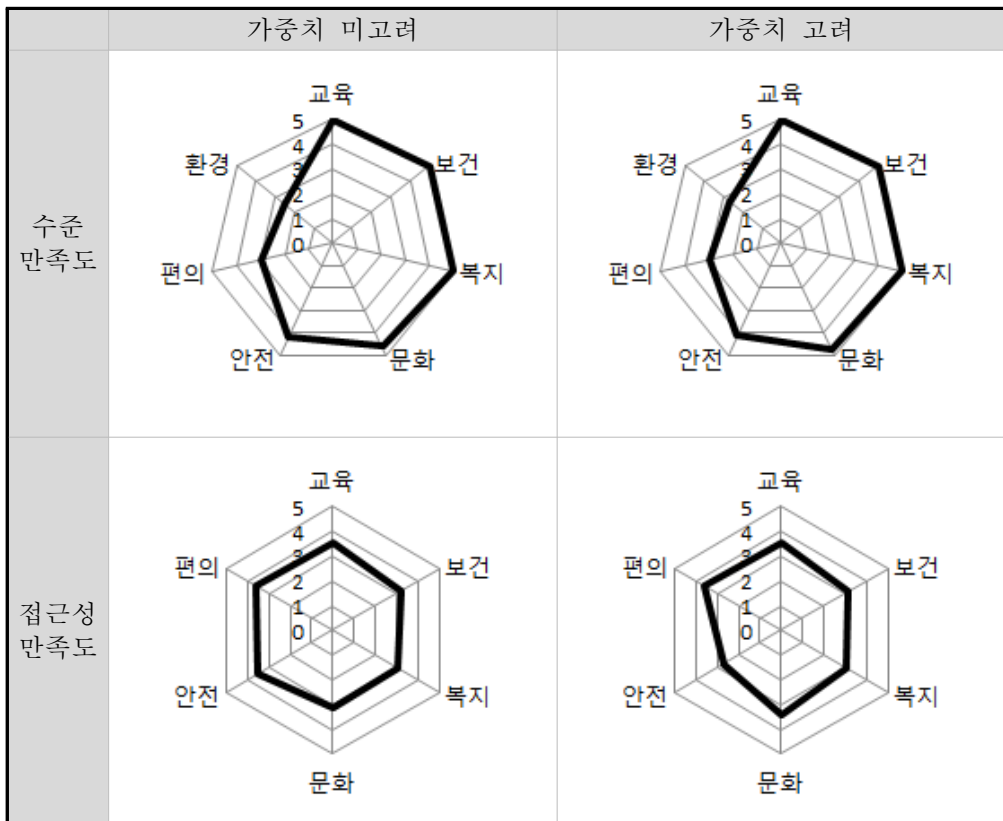 가중치 미고려
가중치 고려
수준
만족도
교육
보건
복지
문화
안전
편의
환경
5
4
3
2
1
0
교육
보건
복지
문화
안전
편의
환경
5
4
3
2
1
0
접근성
만족도
교육
보건
복지
문화
안전
편의
5
4
3
2
1
0
교육
보건
복지
문화
안전
편의
5
4
3
2
1
0